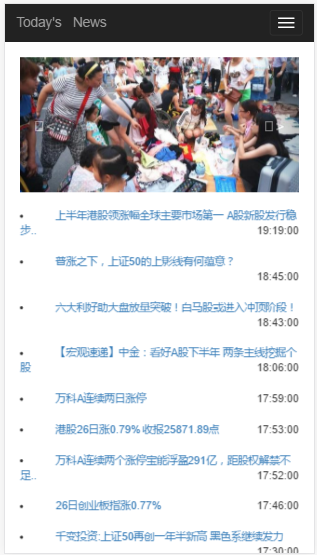 Today's News
上半年港股领涨幅全球主要市场第一 A股新股发行稳
步..
19:19:00
普涨之下，上证50的上影线有何蕴意？
18:45:00
六大利好助大盘放量突破！白马股或进入冲顶阶段！
18:43:00
【宏观速递】中金：看好A股下半年 两条主线挖掘个
股
18:06:00
万科A连续两日涨停
17:59:00
港股26日涨0.79% 收报25871.89点
17:53:00
万科A连续两个涨停宝能浮盈291亿，距股权解禁不
足..
17:52:00
26日创业板指涨0.77%
17:46:00
千变投资:上证50再创一年半新高 黑色系继续发力
17:30:00